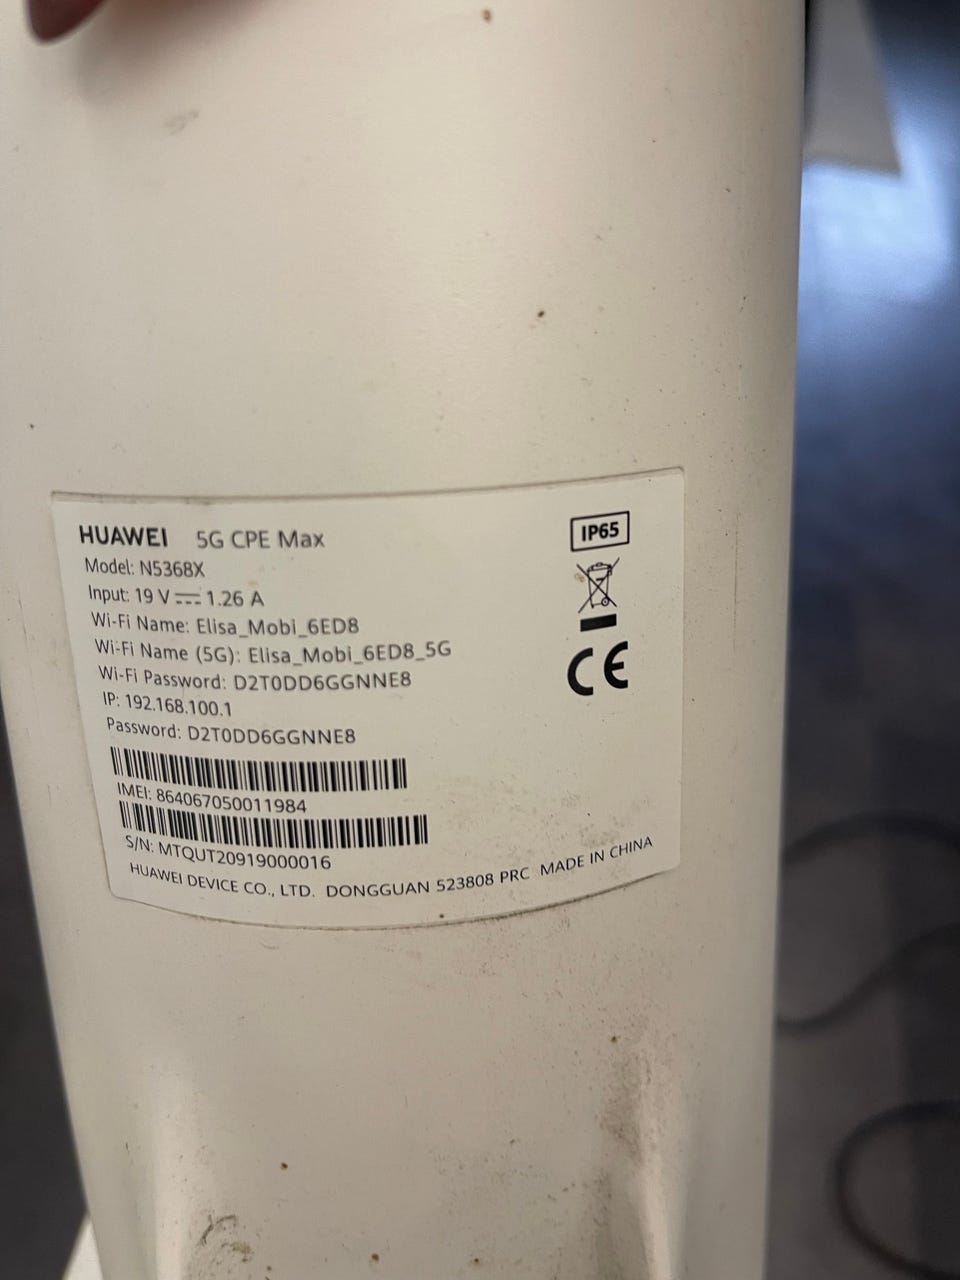 HUAWEI 5G CPE Max
Model: N5368X
Input: 19 V ⎓ 1.26 A
Wi-Fi Name: Elisa_Mobi_6ED8
Wi-Fi Name (5G): Elisa_Mobi_6ED8_5G
Wi-Fi Password: D2T0DD6GGNNE8
IP: 192.168.100.1
Password: D2T0DD6GGNNE8
IMEI: 864067050011984
S/N: MTQUT20919000016
HUAWEI DEVICE CO., LTD. DONGGUAN 523808 PRC MADE IN CHINA
IP65
CE